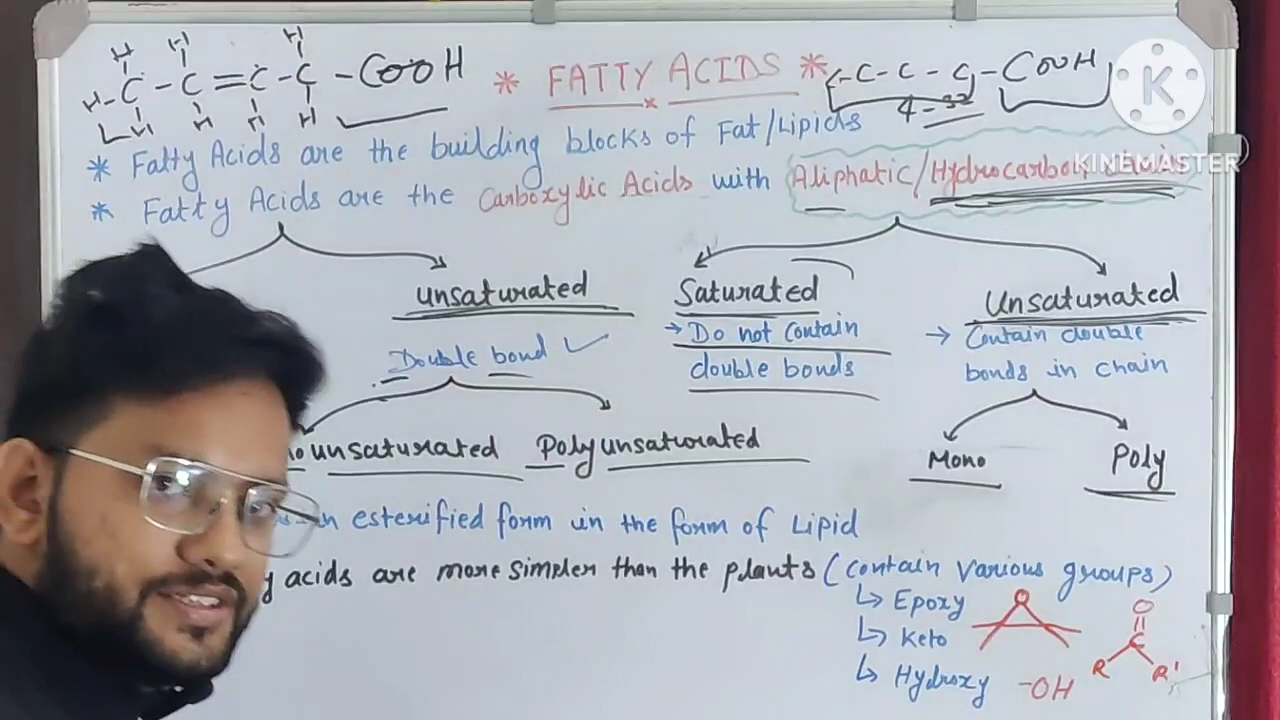 H H H
H-C-C=C-C-COOH * FATTY ACIDS * C-C-C-C-COOH
H H H H 4-32
K
KINEMASTER
* Fatty Acids are the building blocks of Fat/Lipids
* Fatty Acids are the Carboxylic Acids with Aliphatic/Hydrocarbon
unsaturated Saturated Unsaturated
Double bond ✓ → Do not contain → Contain double
double bonds bonds in chain
unsaturated Polyunsaturated Mono Poly
esterified form in the form of Lipid
acids are more simpler than the plants (contain various groups)
↳ Epoxy O
↳ Keto O
C
R R'
↳ Hydroxy -OH